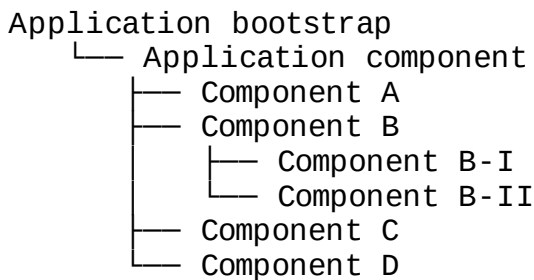 Application bootstrap
└── Application component
├── Component A
├── Component B
│ ├── Component B-I
│ └── Component B-II
├── Component C
└── Component D